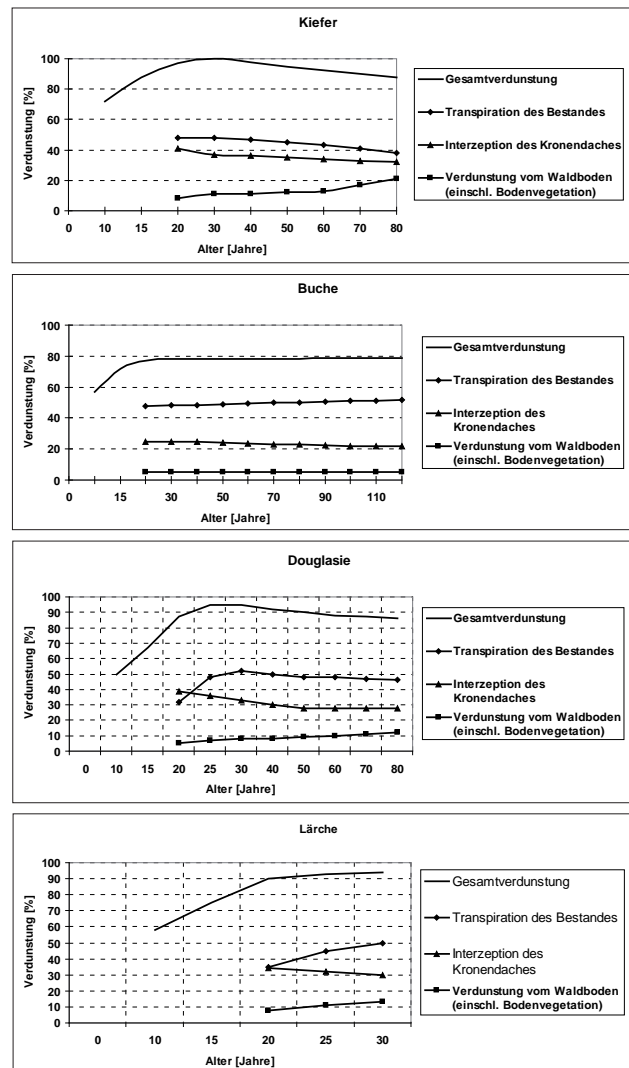 Kiefer
Verdunstung [%]
100
80
60
40
20
0
0 10 15 20 30 40 50 60 70 80
Alter [Jahre]
Gesamtverdunstung
Transpiration des Bestandes
Interzeption des Kronendaches
Verdunstung vom Waldboden
(einschl. Bodenvegetation)
Buche
Verdunstung [%]
100
80
60
40
20
0
0 15 30 50 70 90 110
Alter [Jahre]
Gesamtverdunstung
Transpiration des Bestandes
Interzeption des
Kronendaches
Verdunstung vom Waldboden
(einschl. Bodenvegetation)
Douglasie
Verdunstung [%]
100
90
80
70
60
50
40
30
20
10
0
0 10 15 20 25 30 40 50 60 70 80
Alter [Jahre]
Gesamtverdunstung
Transpiration des Bestandes
Interzeption des
Kronendaches
Verdunstung vom Waldboden
(einschl. Bodenvegetation)
Lärche
Verdunstung [%]
100
90
80
70
60
50
40
30
20
10
0
0 10 15 20 25 30
Alter [Jahre]
Gesamtverdunstung
Transpiration des Bestandes
Interzeption des
Kronendaches
Verdunstung vom Waldboden
(einschl. Bodenvegetation)